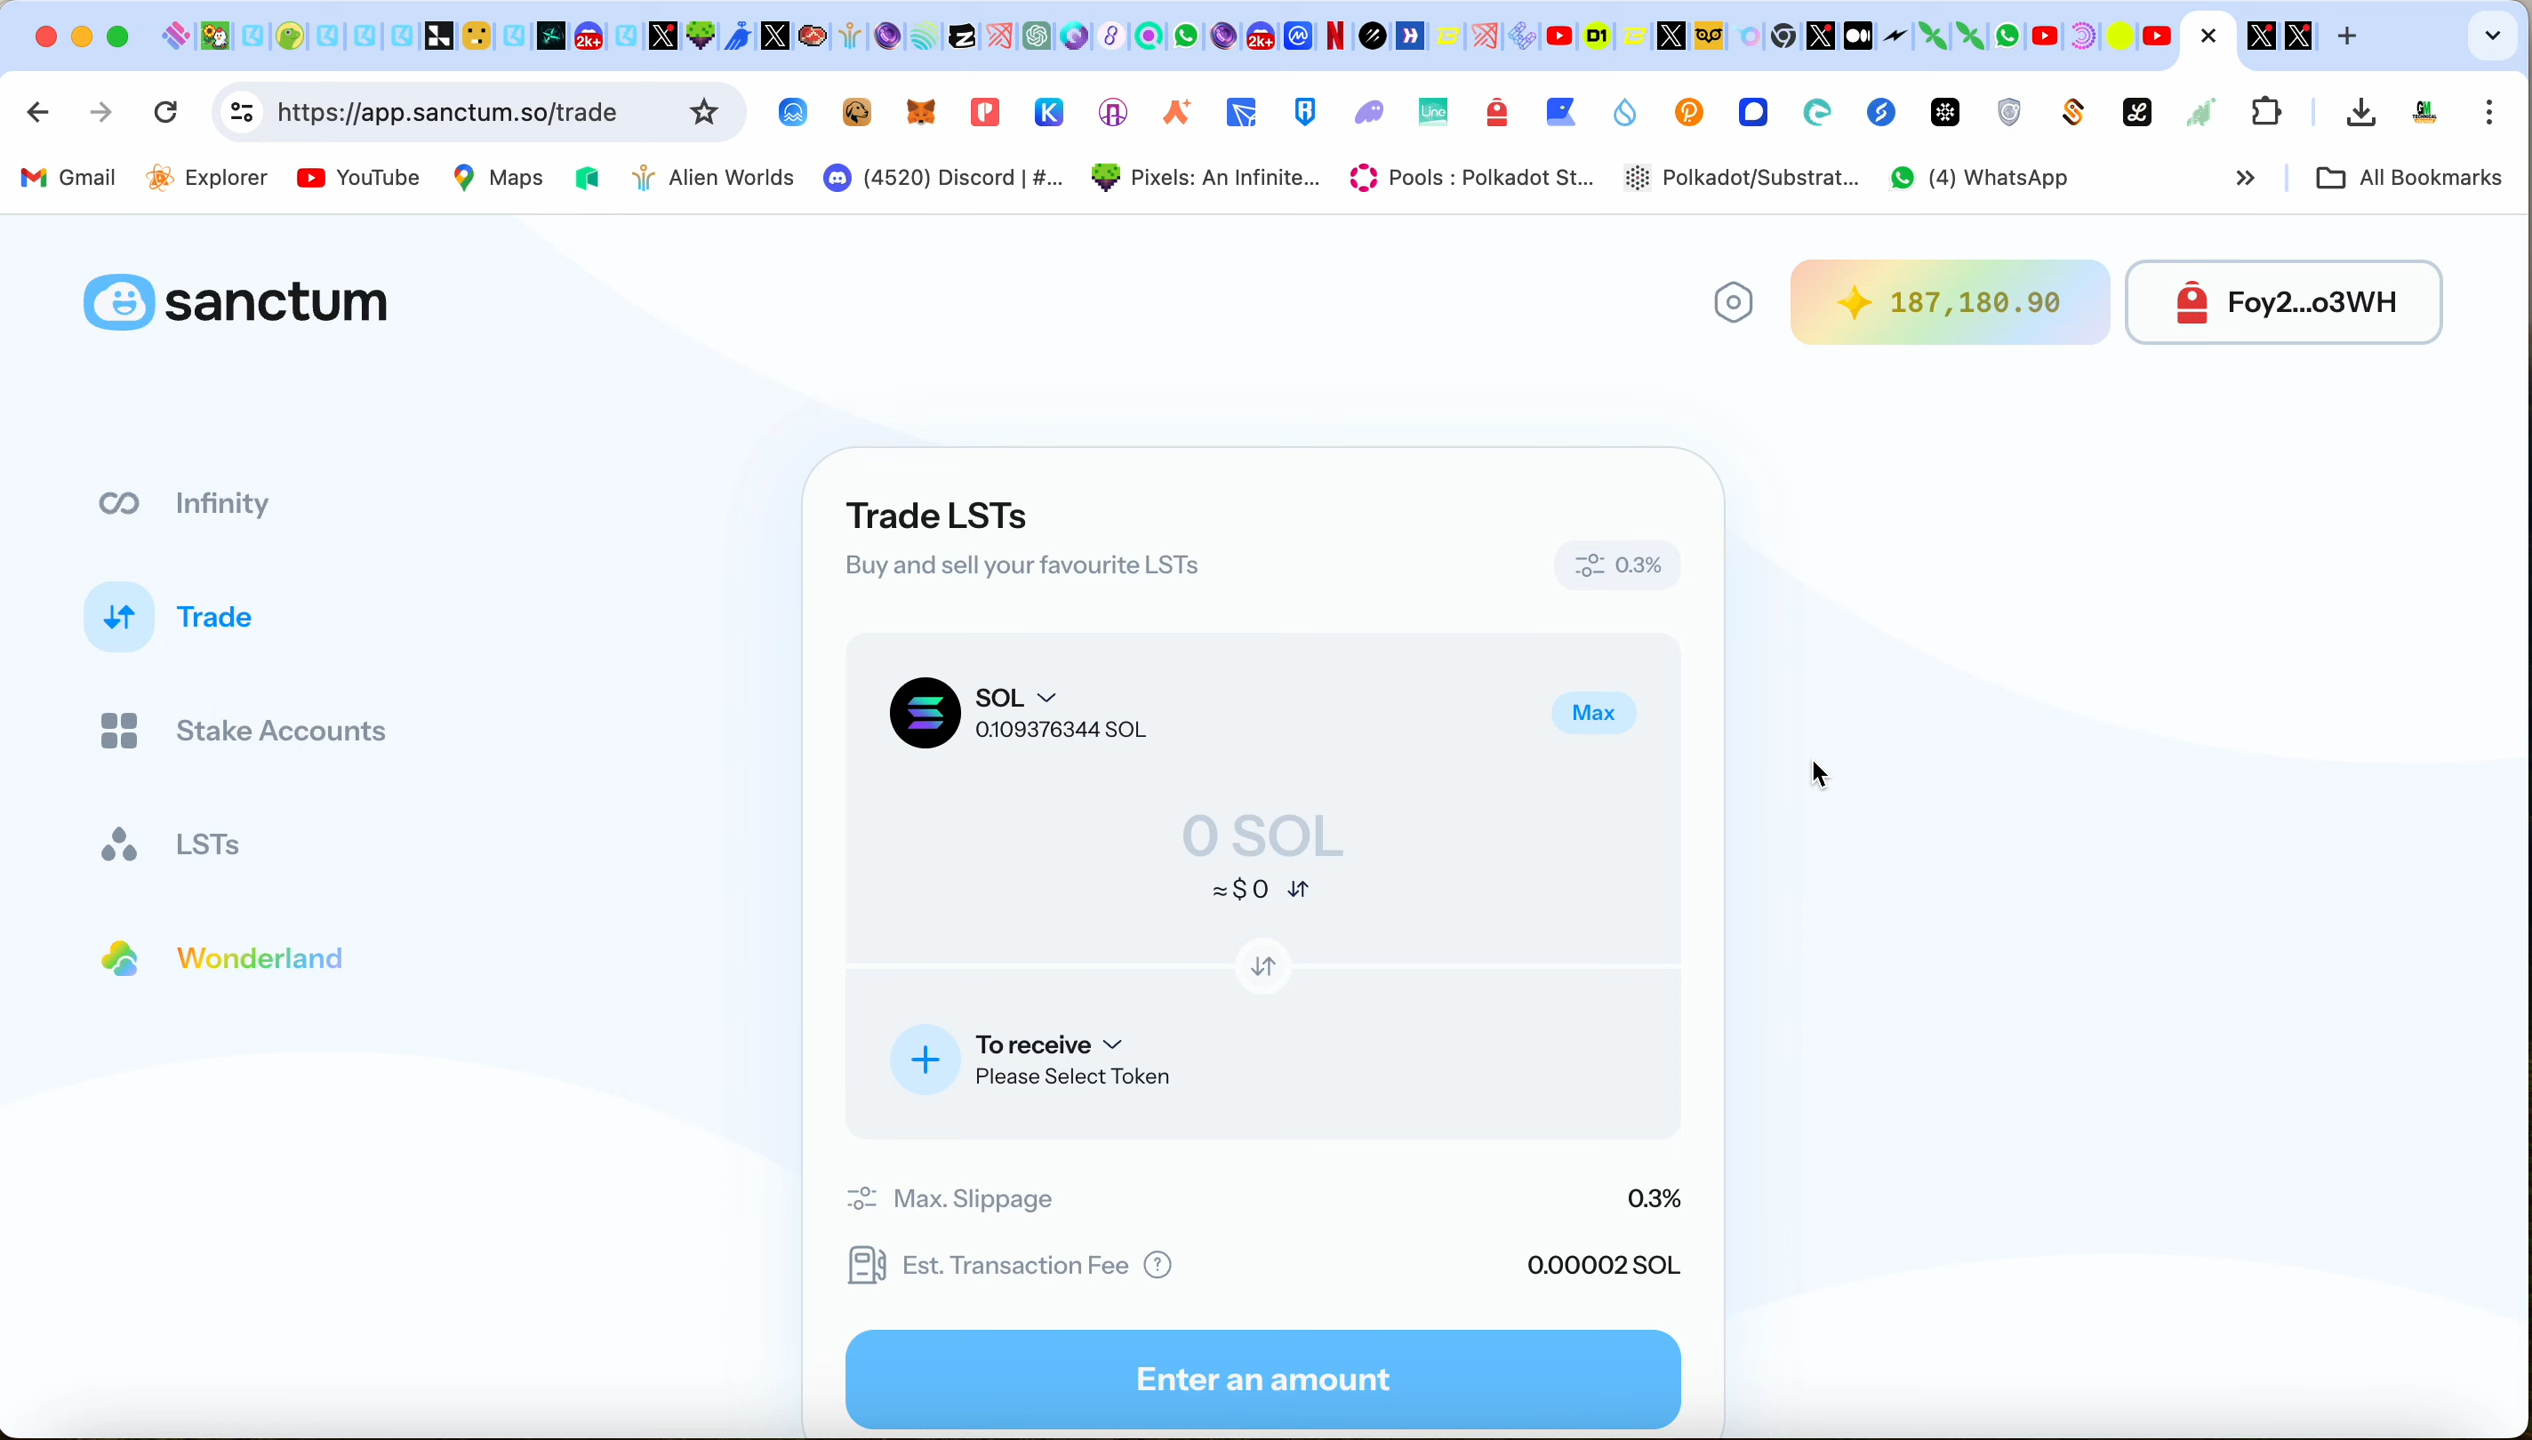 2K+
2K+
D1
https://app.sanctum.so/trade
Gmail
Explorer
YouTube
Maps
Alien Worlds
(4520) Discord | #...
Pixels: An Infinite...
Pools : Polkadot St...
Polkadot/Substrat...
(4) WhatsApp
All Bookmarks
sanctum
187,180.90
Foy2...o3WH
Infinity
Trade
Stake Accounts
LSTs
Wonderland
Trade LSTs
Buy and sell your favourite LSTs
0.3%
SOL
0.109376344 SOL
Max
0 SOL
≈ $ 0
To receive
Please Select Token
Max. Slippage
0.3%
Est. Transaction Fee
0.00002 SOL
Enter an amount